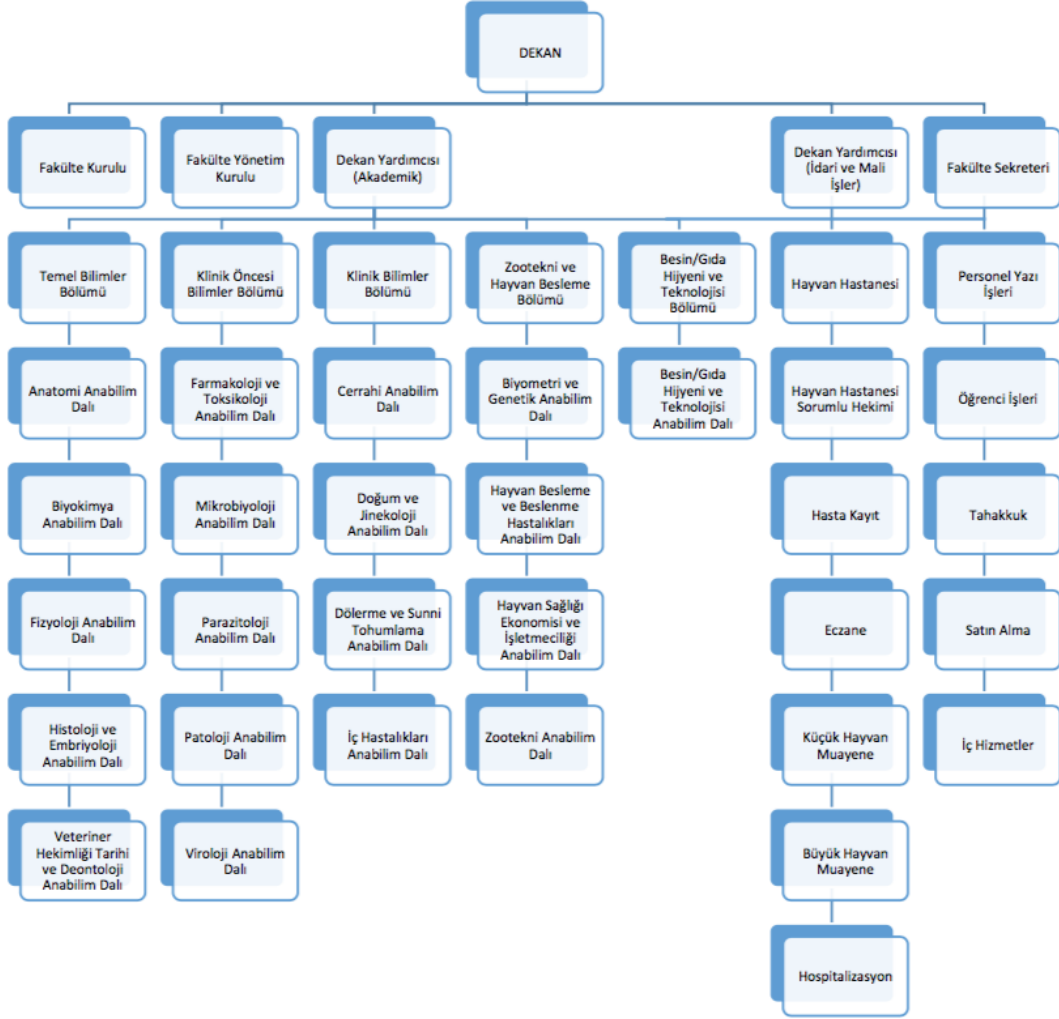 DEKAN
Fakülte Kurulu
Fakülte Yönetim
Kurulu
Dekan Yardımcısı
(Akademik)
Dekan Yardımcısı
(İdari ve Mali
İşler)
Fakülte Sekreteri
Temel Bilimler
Bölümü
Klinik Öncesi
Bilimler Bölümü
Klinik Bilimler
Bölümü
Zootekni ve
Hayvan Besleme
Bölümü
Besin/Gıda
Hijyeni ve
Teknolojisi
Bölümü
Hayvan Hastanesi
Personel Yazı
İşleri
Anatomi Anabilim
Dalı
Farmakoloji ve
Toksikoloji
Anabilim Dalı
Cerrahi Anabilim
Dalı
Biyometri ve
Genetik Anabilim
Dalı
Besin/Gıda
Hijyeni ve
Teknolojisi
Anabilim Dalı
Hayvan Hastanesi
Sorumlu Hekimi
Öğrenci İşleri
Biyokimya
Anabilim Dalı
Mikrobiyoloji
Anabilim Dalı
Doğum ve
Jinekoloji
Anabilim Dalı
Hayvan Besleme
ve Beslenme
Hastalıkları
Anabilim Dalı
Hasta Kayıt
Tahakkuk
Fizyoloji Anabilim
Dalı
Parazitoloji
Anabilim Dalı
Dölerme ve Sunni
Tohumlama
Anabilim Dalı
Hayvan Sağlığı
Ekonomisi ve
İşletmeciliği
Anabilim Dalı
Eczane
Satın Alma
Histoloji ve
Embriyoloji
Anabilim Dalı
Patoloji Anabilim
Dalı
İç Hastalıkları
Anabilim Dalı
Zootekni Anabilim
Dalı
Küçük Hayvan
Muayene
İç Hizmetler
Veteriner
Hekimliği Tarihi
ve Deontoloji
Anabilim Dalı
Viroloji Anabilim
Dalı
Büyük Hayvan
Muayene
Hospitalizasyon